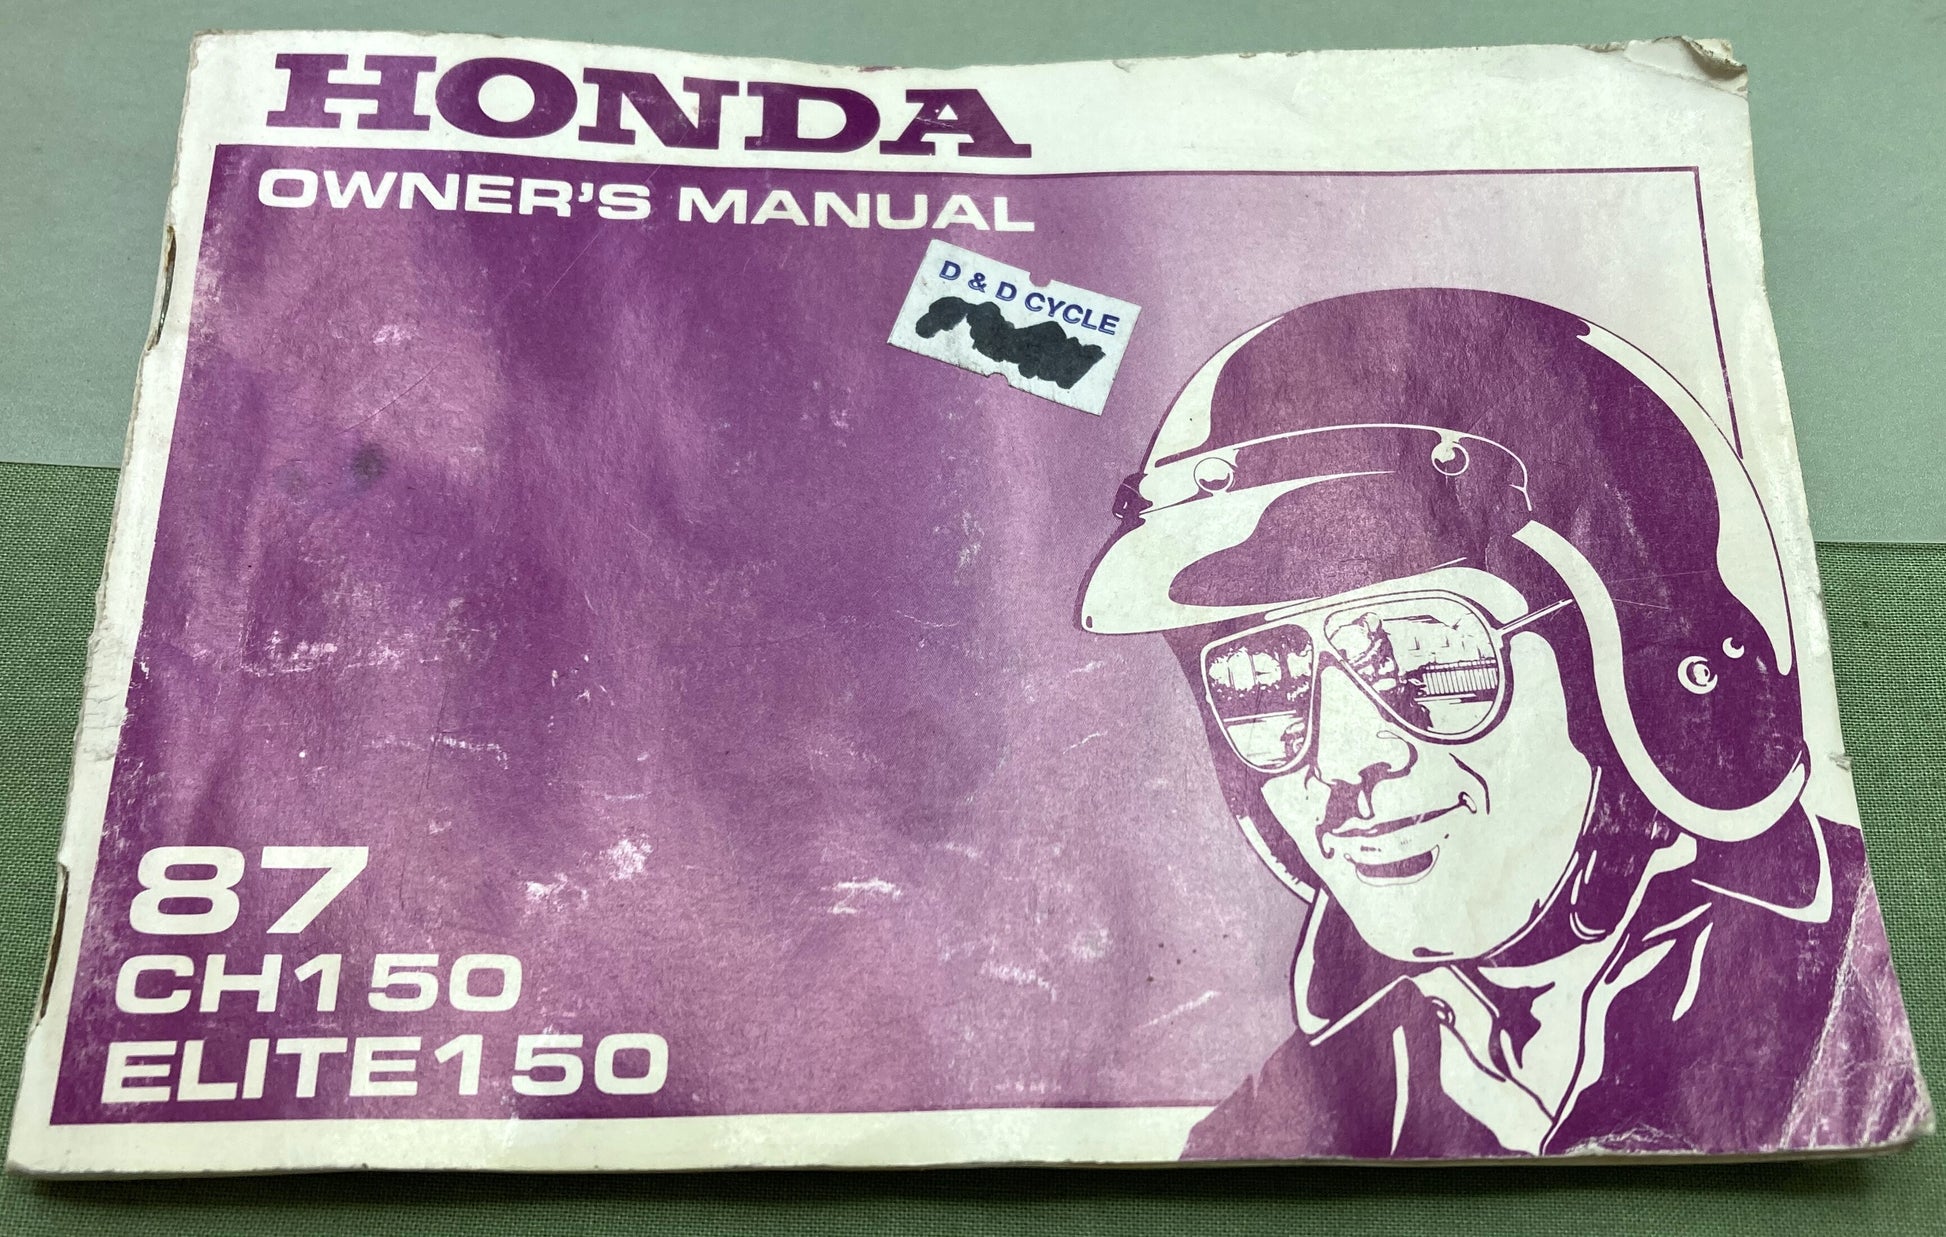 HONDA
OWNER'S MANUAL
D & D CYCLE
87
CH150
ELITE150